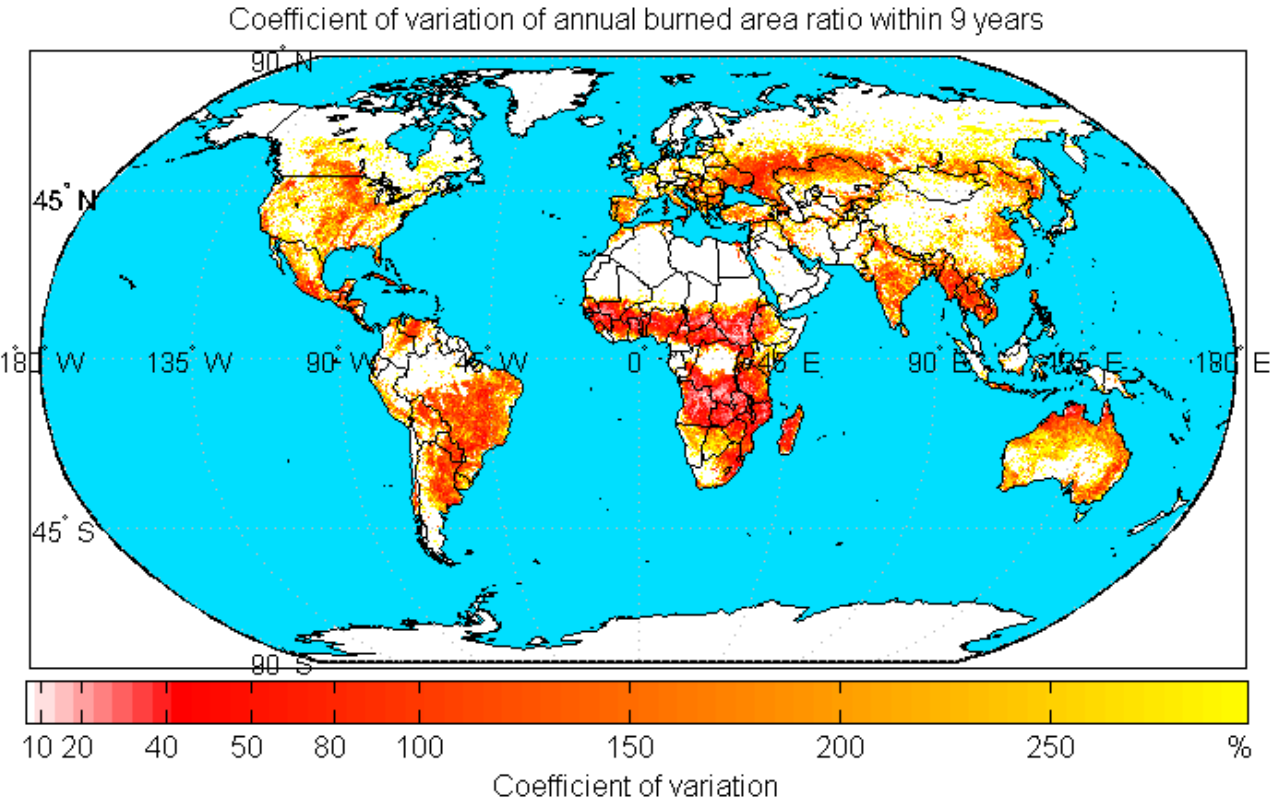 Coefficient of variation of annual burned area ratio within 9 years
90° N
45° N
180° W 135° W 90° W 45° W 0° 45° E 90° E 135° E 180° E
45° S
90° S
10 20 40 50 80 100 150 200 250 %
Coefficient of variation